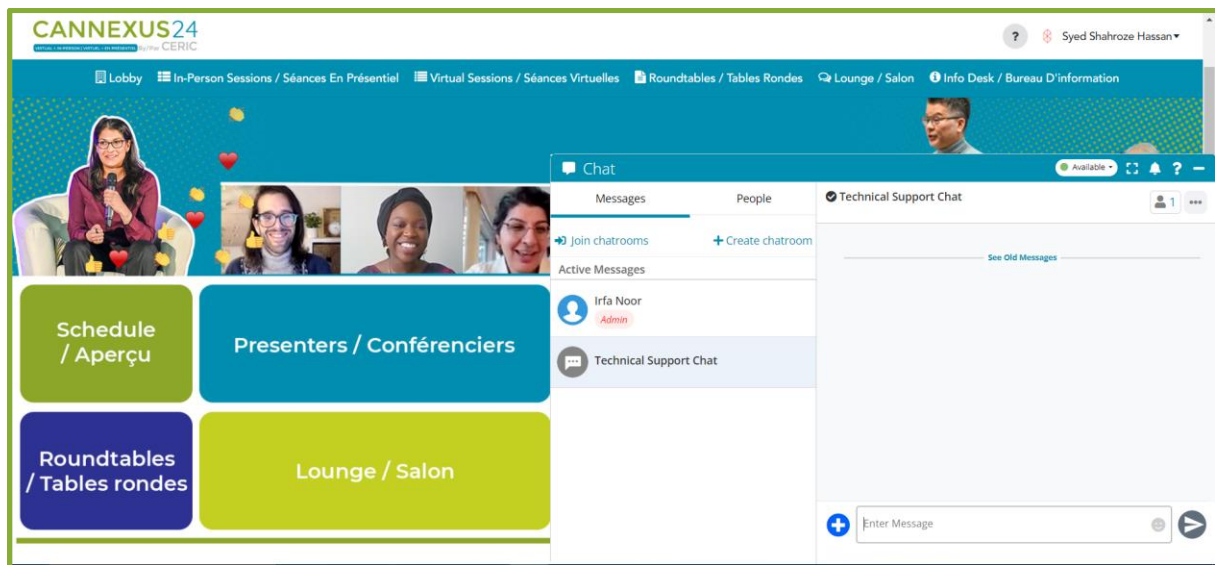 CANNEXUS24
By/Par CERIC
?
Syed Shahroze Hassan
Lobby
In-Person Sessions / Séances En Présentiel
Virtual Sessions / Séances Virtuelles
Roundtables / Tables Rondes
Lounge / Salon
Info Desk / Bureau D'information
Chat
Available
?
Messages
People
Join chatrooms
Create chatroom
Active Messages
Irfa Noor
Admin
Technical Support Chat
Technical Support Chat
1
See Old Messages
Enter Message
Schedule
/ Aperçu
Presenters / Conférenciers
Roundtables
/ Tables rondes
Lounge / Salon